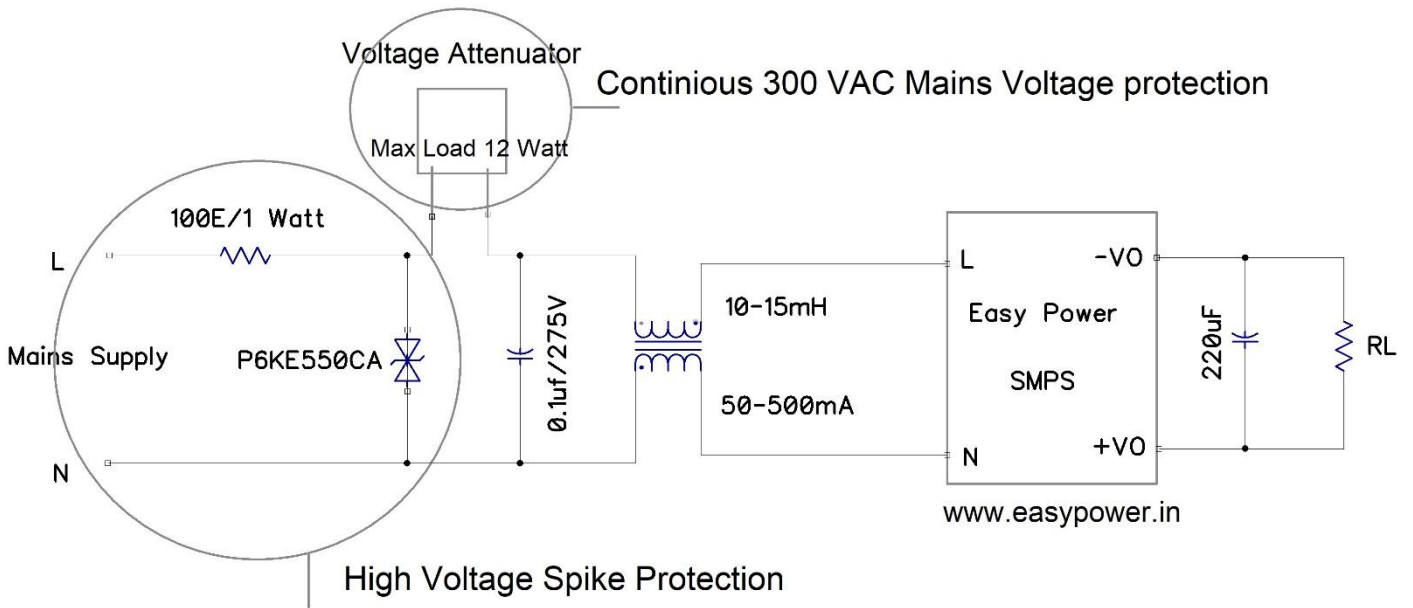 Voltage Attenuator
Continious 300 VAC Mains Voltage protection
Max Load 12 Watt
100E/1 Watt
L
Mains Supply
N
P6KE550CA
0.1uf/275V
10-15mH
50-500mA
L
-VO
Easy Power
SMPS
N
+VO
220uF
RL
www.easypower.in
High Voltage Spike Protection